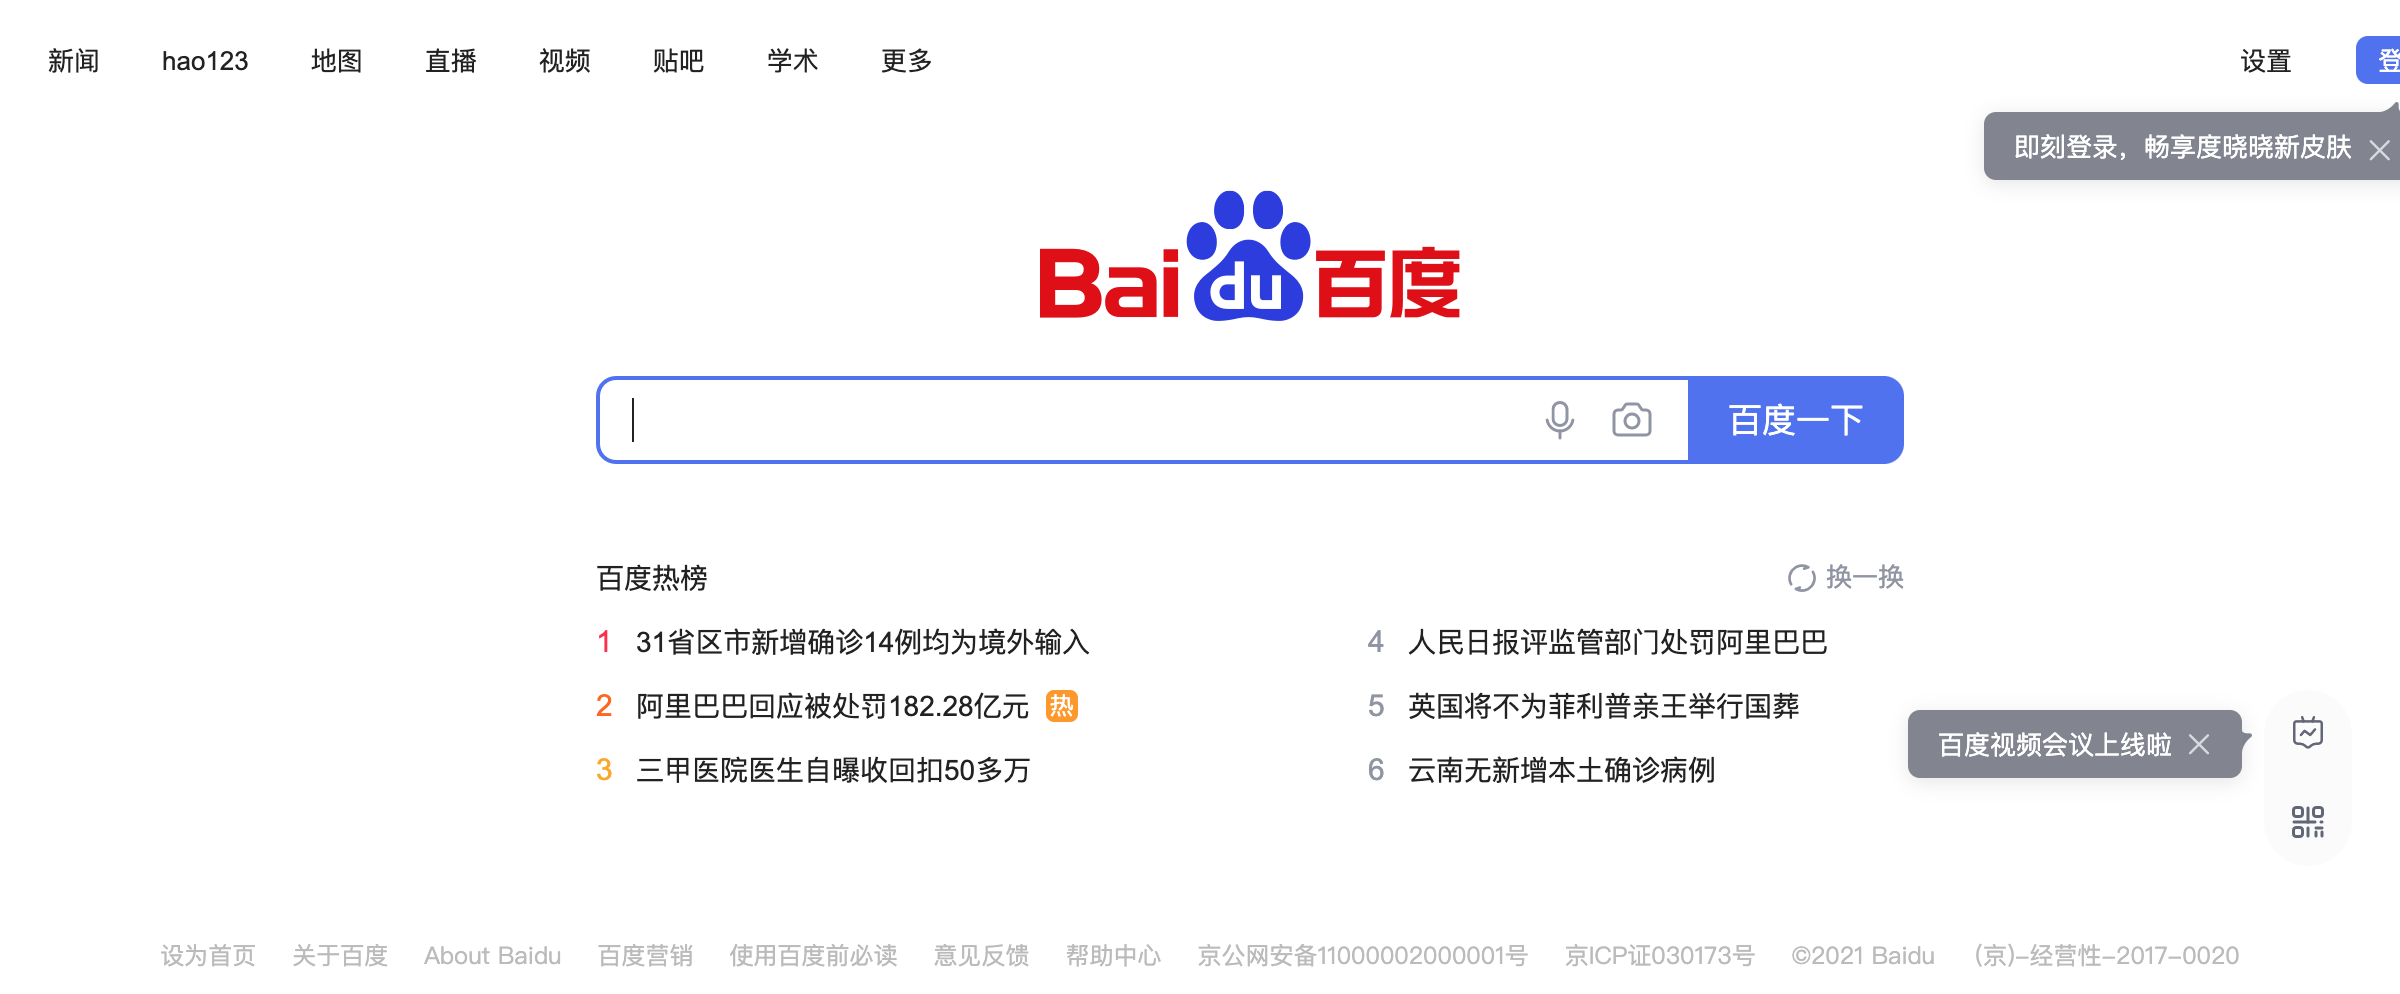 新闻 hao123 地图 直播 视频 贴吧 学术 更多 设置 登
即刻登录，畅享度晓晓新皮肤
Bai du 百度
百度一下
百度热榜 换一换
1 31省区市新增确诊14例均为境外输入
4 人民日报评监管部门处罚阿里巴巴
2 阿里巴巴回应被处罚182.28亿元 热
5 英国将不为菲利普亲王举行国葬
百度视频会议上线啦
3 三甲医院医生自曝收回扣50多万
6 云南无新增本土确诊病例
设为首页 关于百度 About Baidu 百度营销 使用百度前必读 意见反馈 帮助中心 京公网安备11000002000001号 京ICP证030173号 ©2021 Baidu (京)-经营性-2017-0020